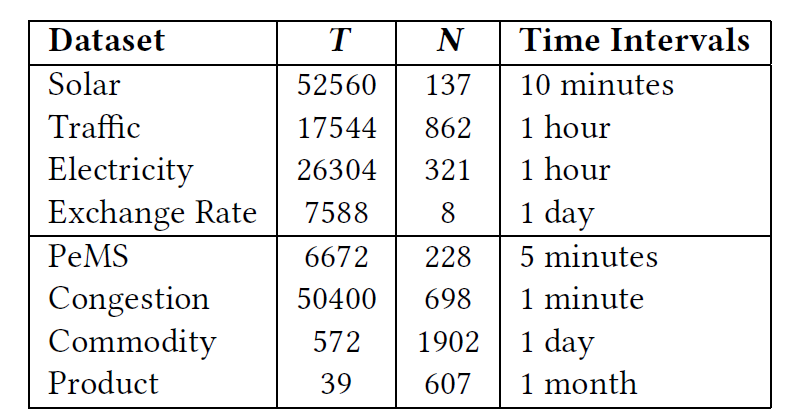 Dataset T N Time Intervals
Solar 52560 137 10 minutes
Traffic 17544 862 1 hour
Electricity 26304 321 1 hour
Exchange Rate 7588 8 1 day
PeMS 6672 228 5 minutes
Congestion 50400 698 1 minute
Commodity 572 1902 1 day
Product 39 607 1 month